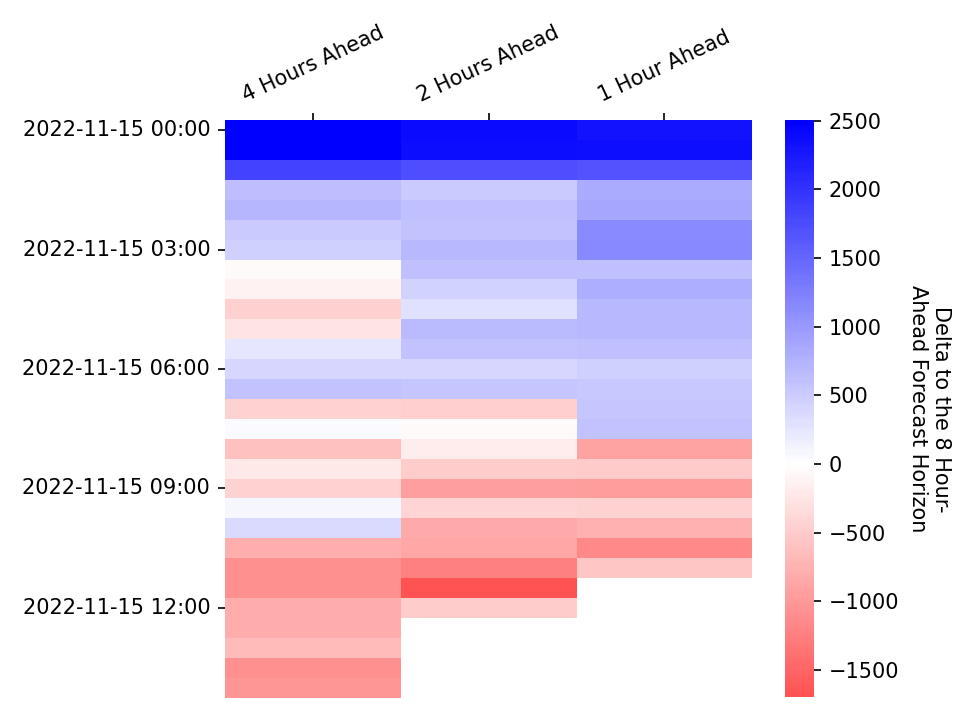 4 Hours Ahead
2 Hours Ahead
1 Hour Ahead
2022-11-15 00:00
2022-11-15 03:00
2022-11-15 06:00
2022-11-15 09:00
2022-11-15 12:00
2500
2000
1500
1000
500
0
−500
−1000
−1500
Delta to the 8 Hour-
Ahead Forecast Horizon